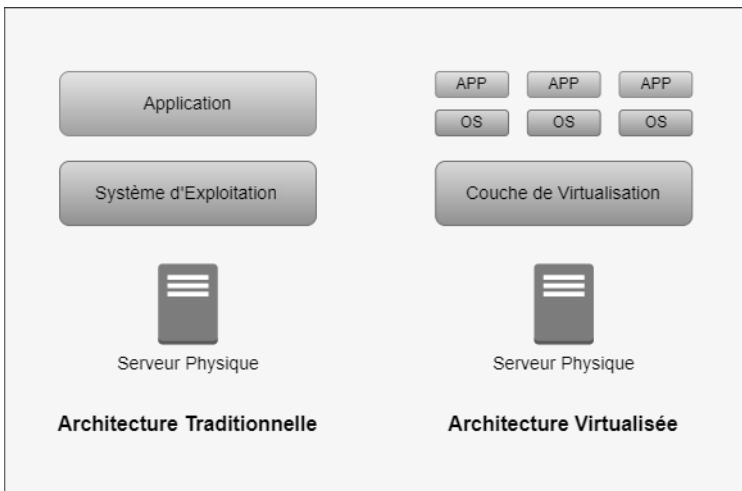 Application
Système d'Exploitation
Serveur Physique
Architecture Traditionnelle
APP APP APP
OS OS OS
Couche de Virtualisation
Serveur Physique
Architecture Virtualisée